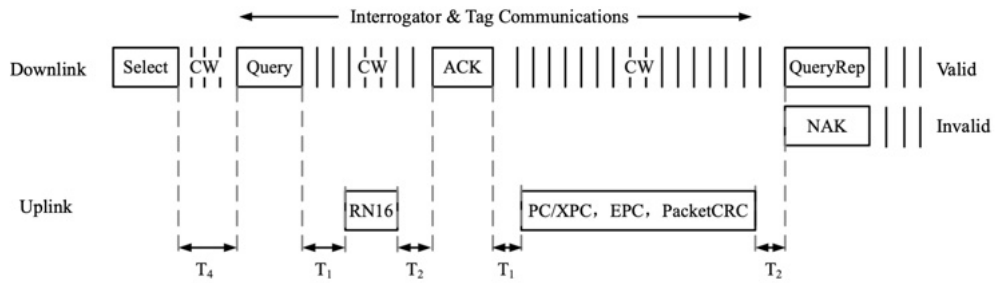 Interrogator & Tag Communications
Downlink Select CW Query CW ACK CW QueryRep Valid
NAK Invalid
Uplink RN16 PC/XPC, EPC, PacketCRC
T4 T1 T2 T1 T2